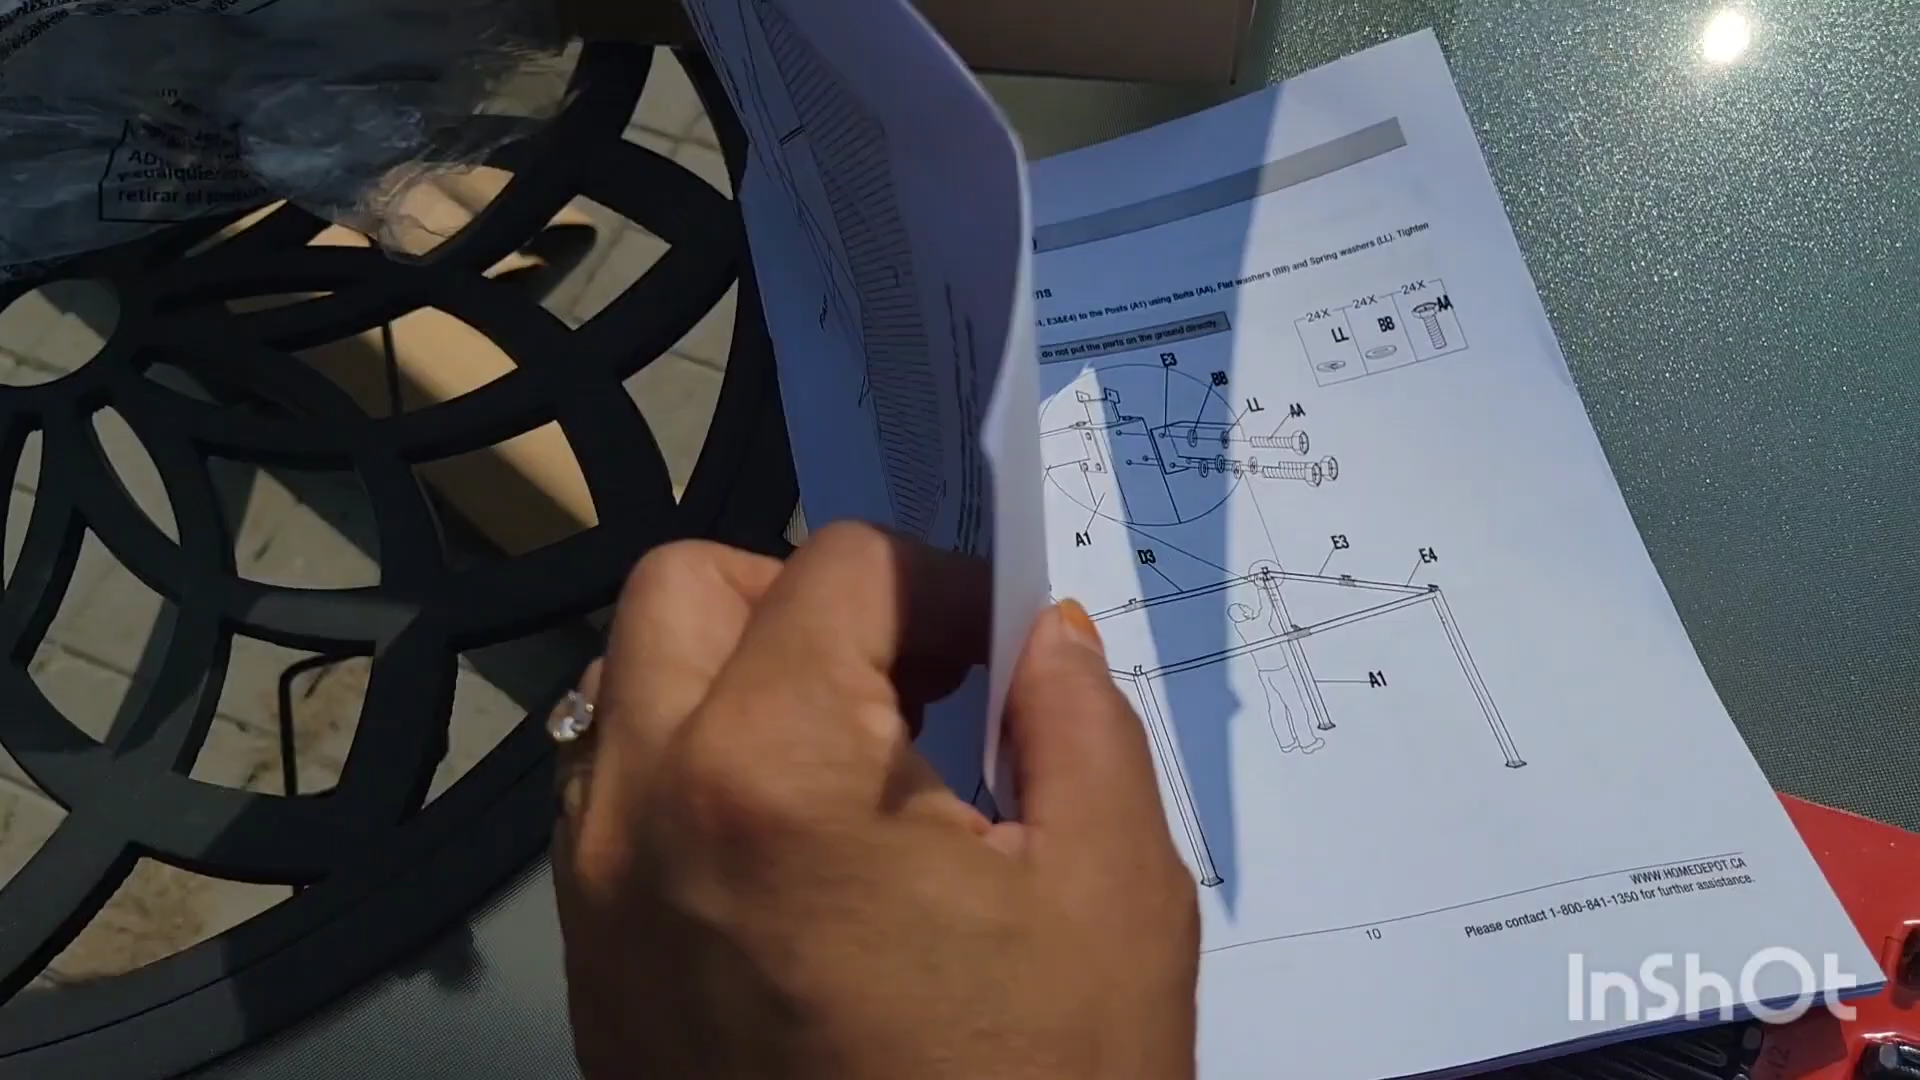 AD
y cualquier
retirar el
ms
, E3&E4) to the Posts (A1) using Bolts (AA), Flat washers (BB) and Spring washers (LL). Tighten
do not put the parts on the ground directly.
24X 24X 24X
LL BB AA
E3
BB
LL
AA
A1
D3
E3
E4
A1
WWW.HOMEDEPOT.CA
10
Please contact 1-800-841-1350 for further assistance.
InShOt